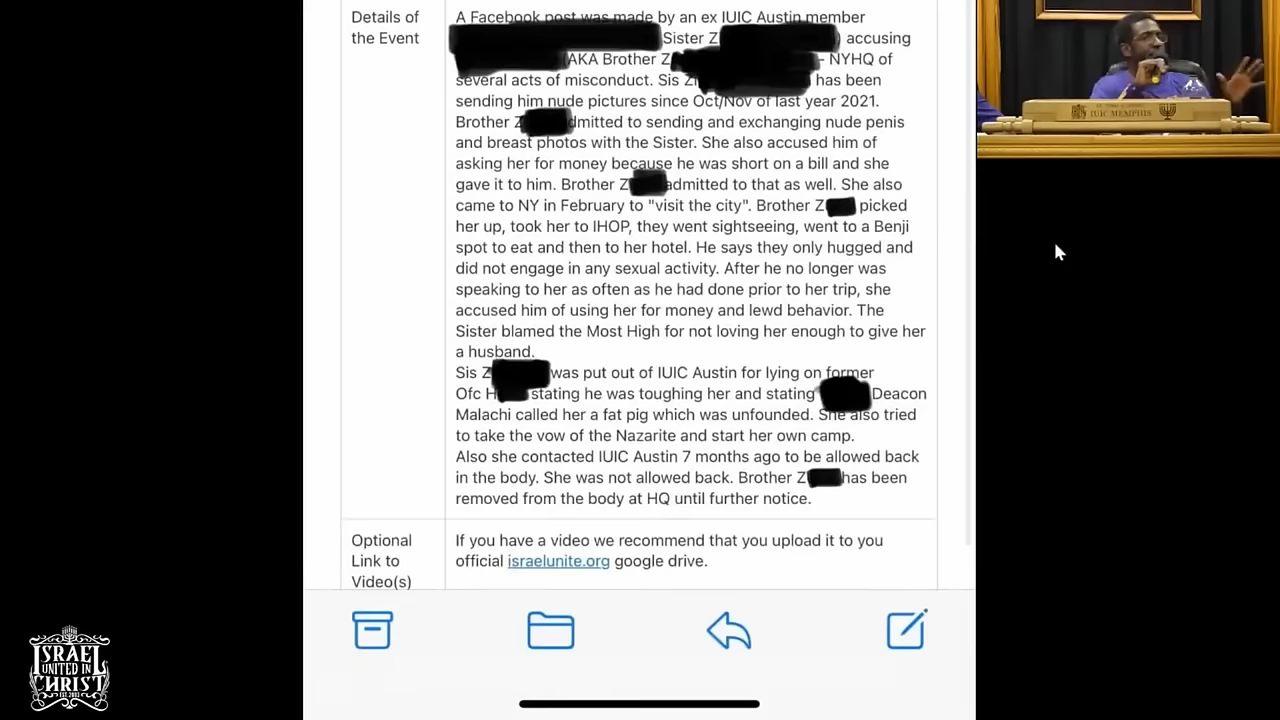 Details of
the Event
A Facebook post was made by an ex IUIC Austin member
Sister Z ) accusing
(AKA Brother Z - NYHQ of
several acts of misconduct. Sis Z has been
sending him nude pictures since Oct/Nov of last year 2021.
Brother Z dmitted to sending and exchanging nude penis
and breast photos with the Sister. She also accused him of
asking her for money because he was short on a bill and she
gave it to him. Brother Z admitted to that as well. She also
came to NY in February to "visit the city". Brother Z picked
her up, took her to IHOP, they went sightseeing, went to a Benji
spot to eat and then to her hotel. He says they only hugged and
did not engage in any sexual activity. After he no longer was
speaking to her as often as he had done prior to her trip, she
accused him of using her for money and lewd behavior. The
Sister blamed the Most High for not loving her enough to give her
a husband.
Sis Z was put out of IUIC Austin for lying on former
Ofc H stating he was toughing her and stating Deacon
Malachi called her a fat pig which was unfounded. She also tried
to take the vow of the Nazarite and start her own camp.
Also she contacted IUIC Austin 7 months ago to be allowed back
in the body. She was not allowed back. Brother Z has been
removed from the body at HQ until further notice.
Optional
Link to
Video(s)
If you have a video we recommend that you upload it to you
official israelunite.org google drive.
IUIC MEMPHIS
ISRAEL
UNITED IN
CHRIST
EST. 2003